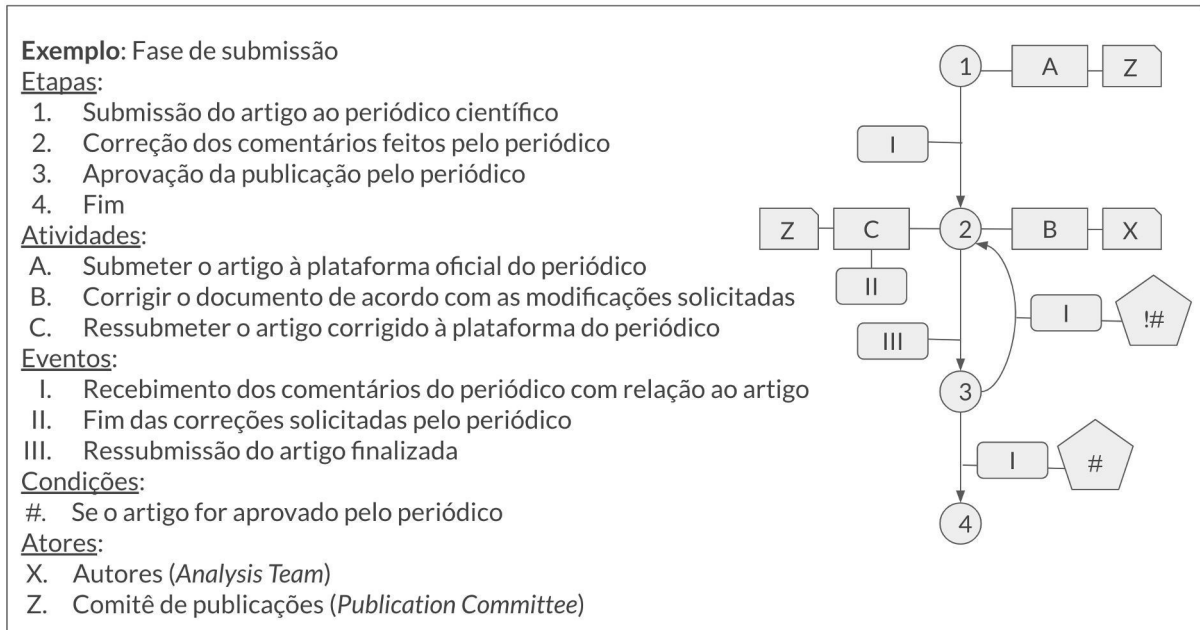 Exemplo: Fase de submissão
Etapas:
1. Submissão do artigo ao periódico científico
2. Correção dos comentários feitos pelo periódico
3. Aprovação da publicação pelo periódico
4. Fim
Atividades:
A. Submeter o artigo à plataforma oficial do periódico
B. Corrigir o documento de acordo com as modificações solicitadas
C. Ressubmeter o artigo corrigido à plataforma do periódico
Eventos:
I. Recebimento dos comentários do periódico com relação ao artigo
II. Fim das correções solicitadas pelo periódico
III. Ressubmissão do artigo finalizada
Condições:
#. Se o artigo for aprovado pelo periódico
Atores:
X. Autores (Analysis Team)
Z. Comitê de publicações (Publication Committee)
1 A Z
I
Z C 2 B X
II
I !#
III
3
I #
4